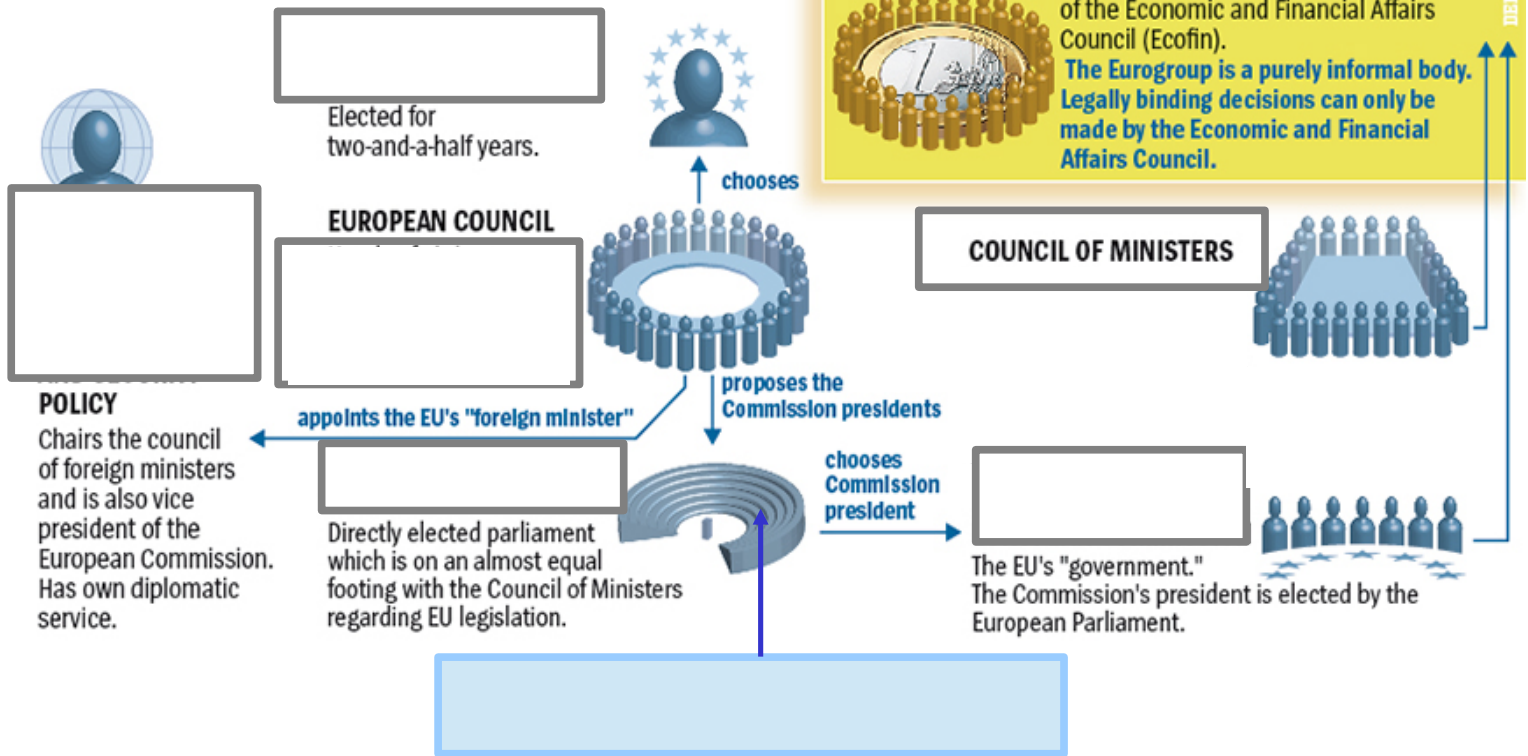 of the Economic and Financial Affairs
Council (Ecofin).
The Eurogroup is a purely informal body.
Legally binding decisions can only be
made by the Economic and Financial
Affairs Council.
Elected for
two-and-a-half years.
chooses
EUROPEAN COUNCIL
COUNCIL OF MINISTERS
proposes the
Commission presidents
appoints the EU's "foreign minister"
POLICY
Chairs the council
of foreign ministers
and is also vice
president of the
European Commission.
Has own diplomatic
service.
Directly elected parliament
which is on an almost equal
footing with the Council of Ministers
regarding EU legislation.
chooses
Commission
president
The EU's "government."
The Commission's president is elected by the
European Parliament.